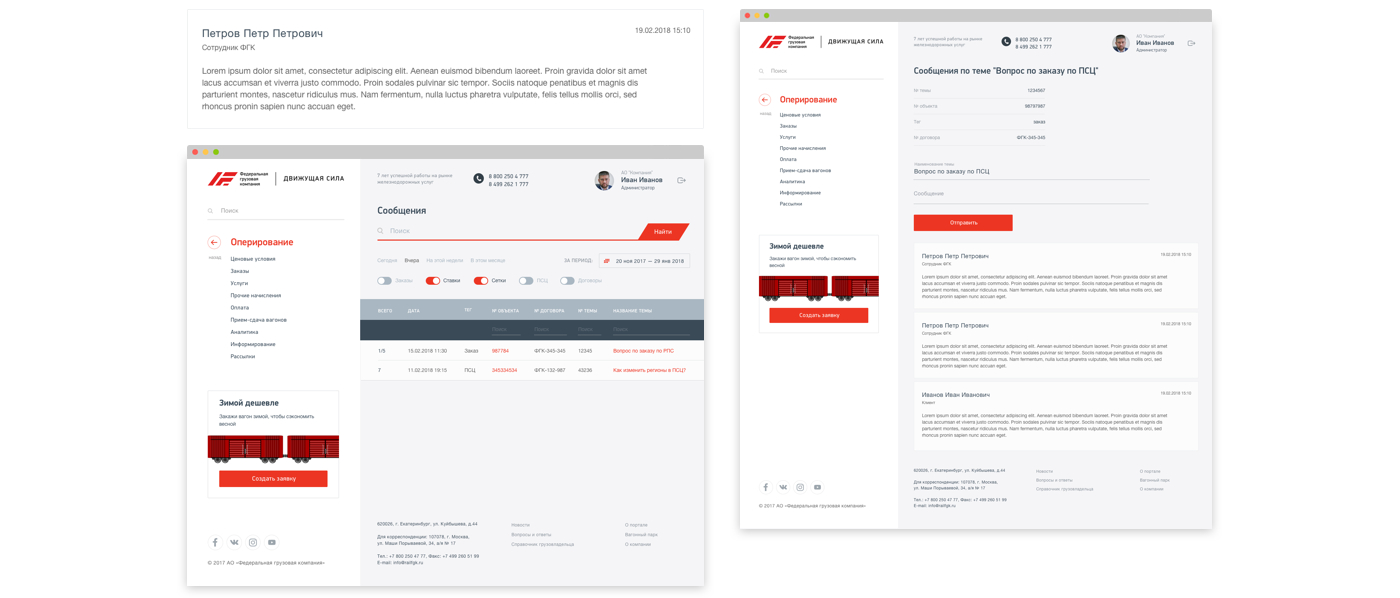 Петров Петр Петрович
19.02.2018 15:10
Сотрудник ФГК
Lorem ipsum dolor sit amet, consectetur adipiscing elit. Aenean euismod bibendum laoreet. Proin gravida dolor sit amet
lacus accumsan et viverra justo commodo. Proin sodales pulvinar sic tempor. Sociis natoque penatibus et magnis dis
parturient montes, nascetur ridiculus mus. Nam fermentum, nulla luctus pharetra vulputate, felis tellus mollis orci, sed
rhoncus pronin sapien nunc accuan eget.
Федеральная
грузовая
компания
ДВИЖУЩАЯ СИЛА
Поиск
Оперирование
назад
Ценовые условия
Заказы
Услуги
Прочие начисления
Оплата
Прием-сдача вагонов
Аналитика
Информирование
Рассылки
Зимой дешевле
Закажи вагон зимой, чтобы сэкономить
весной
Создать заявку
© 2017 АО «Федеральная грузовая компания»
7 лет успешной работы на рынке
железнодорожных услуг
8 800 250 4 777
8 499 262 1 777
АО "Компания"
Иван Иванов
Администратор
Сообщения
Поиск
Найти
Сегодня Вчера На этой неделе В этом месяце
ЗА ПЕРИОД: 20 ноя 2017 — 29 янв 2018
Заказы Ставки Сетки ПСЦ Договоры
ВСЕГО ДАТА ТЕГ № ОБЪЕКТА № ДОГОВОРА № ТЕМЫ НАЗВАНИЕ ТЕМЫ
Поиск Поиск Поиск Поиск
1/5 15.02.2018 11:30 Заказ 987784 ФГК-345-345 12345 Вопрос по заказу по РПС
7 11.02.2018 19:15 ПСЦ 345334534 ФГК-132-987 43236 Как изменить регионы в ПСЦ?
620026, г. Екатеринбург, ул. Куйбышева, д.44
Для корреспонденции: 107078, г. Москва,
ул. Маши Порываевой, 34, а/я № 17
Тел.: +7 800 250 47 77, Факс: +7 499 260 51 99
E-mail: info@railfgk.ru
Новости
Вопросы и ответы
Справочник грузовладельца
О портале
Вагонный парк
О компании
Федеральная
грузовая
компания
ДВИЖУЩАЯ СИЛА
Поиск
Оперирование
назад
Ценовые условия
Заказы
Услуги
Прочие начисления
Оплата
Прием-сдача вагонов
Аналитика
Информирование
Рассылки
Зимой дешевле
Закажи вагон зимой, чтобы сэкономить
весной
Создать заявку
© 2017 АО «Федеральная грузовая компания»
7 лет успешной работы на рынке
железнодорожных услуг
8 800 250 4 777
8 499 262 1 777
АО "Компания"
Иван Иванов
Администратор
Сообщения по теме "Вопрос по заказу по ПСЦ"
№ темы 1234567
№ объекта 98797987
Тег заказ
№ договора ФГК-345-345
Наименование темы
Вопрос по заказу по ПСЦ
Сообщение
Отправить
Петров Петр Петрович
19.02.2018 15:10
Сотрудник ФГК
Lorem ipsum dolor sit amet, consectetur adipiscing elit. Aenean euismod bibendum laoreet. Proin gravida dolor sit amet
lacus accumsan et viverra justo commodo. Proin sodales pulvinar sic tempor. Sociis natoque penatibus et magnis dis
parturient montes, nascetur ridiculus mus. Nam fermentum, nulla luctus pharetra vulputate, felis tellus mollis orci, sed
rhoncus pronin sapien nunc accuan eget.
Петров Петр Петрович
19.02.2018 15:10
Сотрудник ФГК
Lorem ipsum dolor sit amet, consectetur adipiscing elit. Aenean euismod bibendum laoreet. Proin gravida dolor sit amet
lacus accumsan et viverra justo commodo. Proin sodales pulvinar sic tempor. Sociis natoque penatibus et magnis dis
parturient montes, nascetur ridiculus mus. Nam fermentum, nulla luctus pharetra vulputate, felis tellus mollis orci, sed
rhoncus pronin sapien nunc accuan eget.
Иванов Иван Иванович
19.02.2018 15:10
Клиент
Lorem ipsum dolor sit amet, consectetur adipiscing elit. Aenean euismod bibendum laoreet. Proin gravida dolor sit amet
lacus accumsan et viverra justo commodo. Proin sodales pulvinar sic tempor. Sociis natoque penatibus et magnis dis
parturient montes, nascetur ridiculus mus. Nam fermentum, nulla luctus pharetra vulputate, felis tellus mollis orci, sed
rhoncus pronin sapien nunc accuan eget.
620026, г. Екатеринбург, ул. Куйбышева, д.44
Для корреспонденции: 107078, г. Москва,
ул. Маши Порываевой, 34, а/я № 17
Тел.: +7 800 250 47 77, Факс: +7 499 260 51 99
E-mail: info@railfgk.ru
Новости
Вопросы и ответы
Справочник грузовладельца
О портале
Вагонный парк
О компании